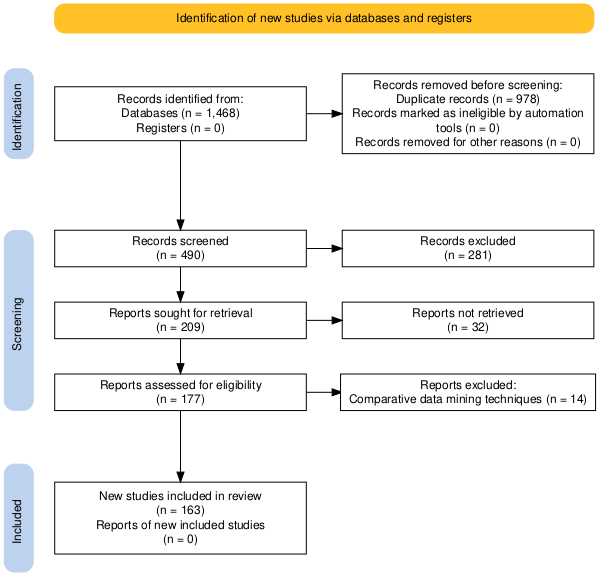 Identification of new studies via databases and registers
Identification
Records identified from:
Databases (n = 1,468)
Registers (n = 0)
Records removed before screening:
Duplicate records (n = 978)
Records marked as ineligible by automation
tools (n = 0)
Records removed for other reasons (n = 0)
Screening
Records screened
(n = 490)
Records excluded
(n = 281)
Reports sought for retrieval
(n = 209)
Reports not retrieved
(n = 32)
Reports assessed for eligibility
(n = 177)
Reports excluded:
Comparative data mining techniques (n = 14)
Included
New studies included in review
(n = 163)
Reports of new included studies
(n = 0)